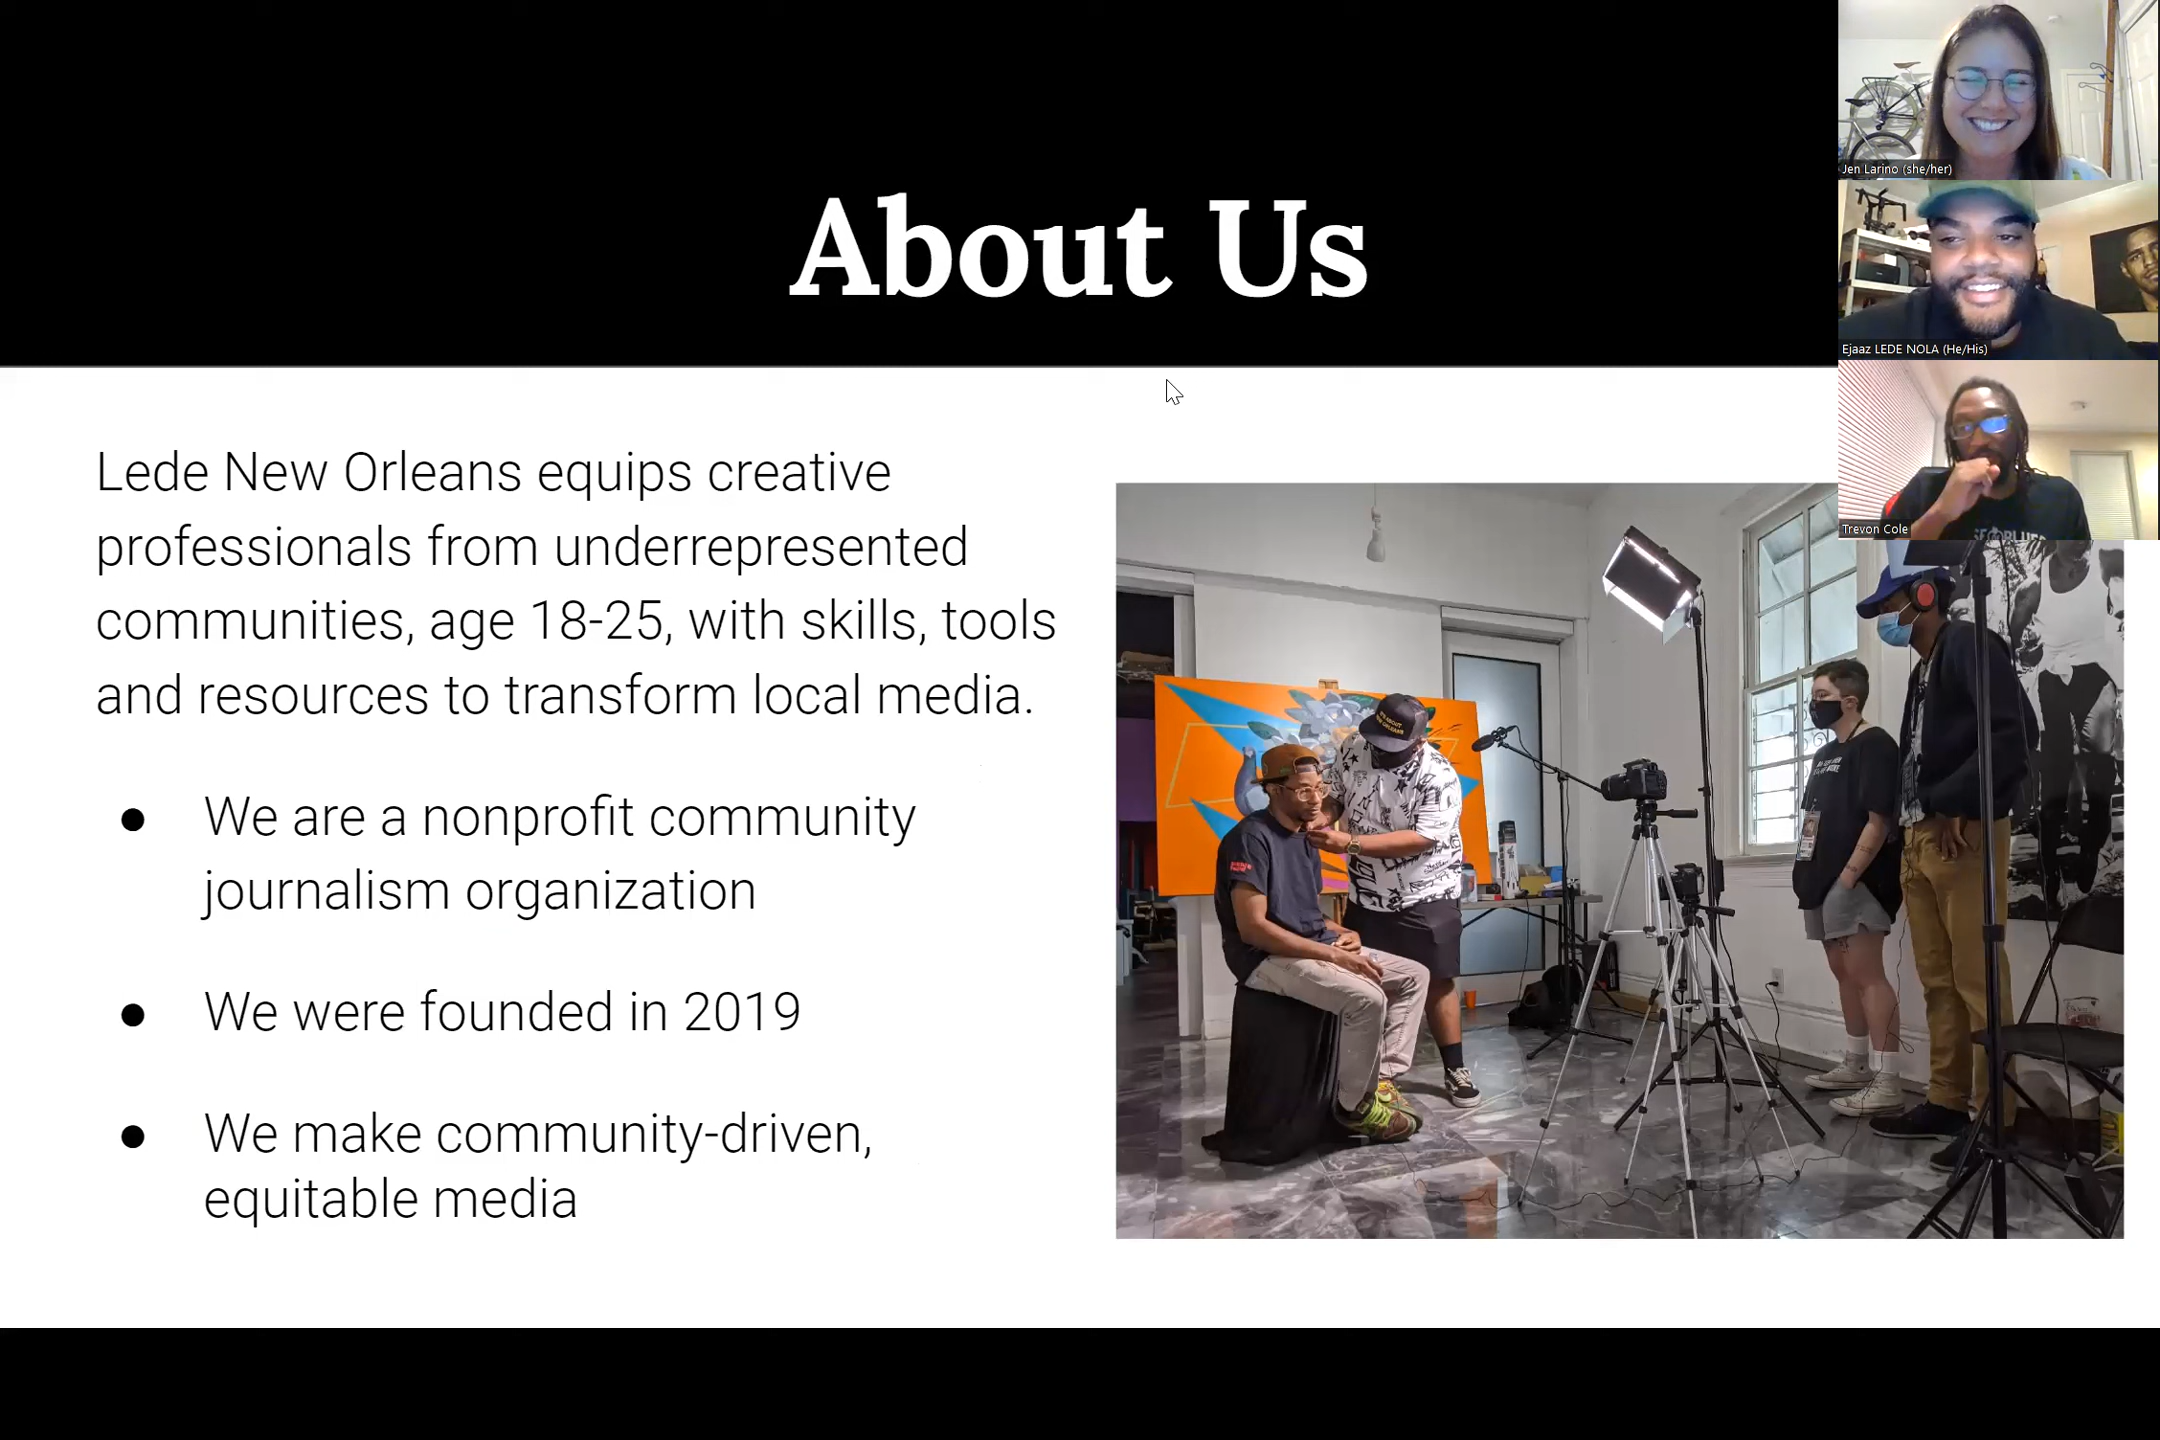 About Us
Jen Larino (she/her)
Ejaaz LEDE NOLA (He/His)
Trevon Cole
Lede New Orleans equips creative
professionals from underrepresented
communities, age 18-25, with skills, tools
and resources to transform local media.
● We are a nonprofit community
journalism organization
● We were founded in 2019
● We make community-driven,
equitable media